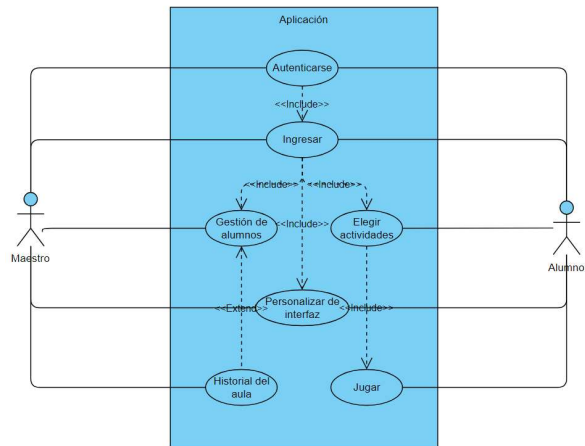 Aplicación
Autenticarse
<<Include>>
Ingresar
<<Include>>
<<Include>>
Gestión de
alumnos
<<Include>>
Elegir
actividades
Maestro
Alumno
<<Extend>>
Personalizar de
interfaz
<<Include>>
Historial del
aula
Jugar